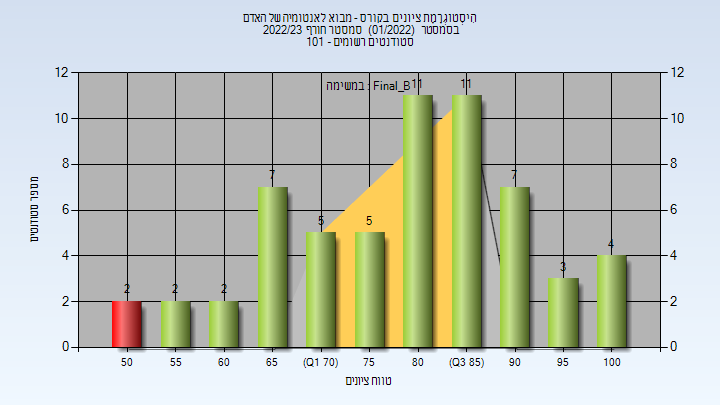 היסטוגרמת ציונים בקורס - מבוא לאנטומיה של האדם
בסמסטר (01/2022) סמסטר חורף 2022/23
סטודנטים רשומים - 101
במשימה : Final_B
מספר סטודנטים
12 12
10 10
8 8
6 6
4 4
2 2
0 0
2 2 2 7 5 5 11 11 7 3 4
50 55 60 65 (Q1 70) 75 80 (Q3 85) 90 95 100
טווח ציונים